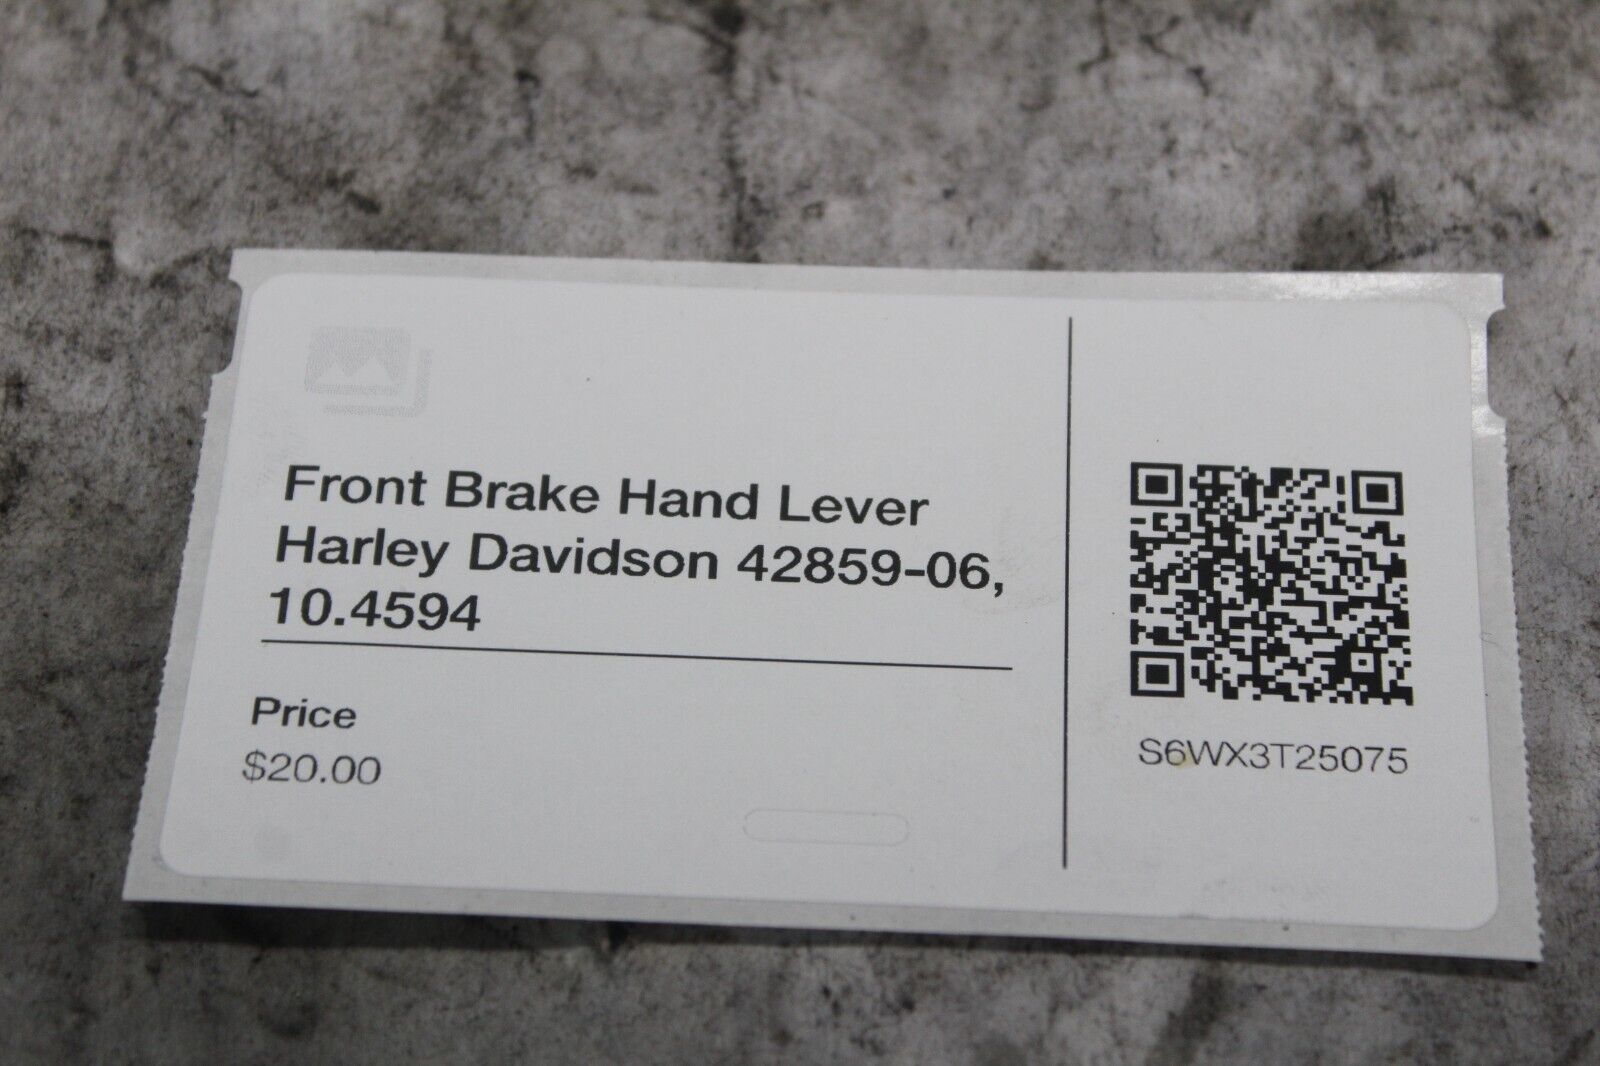 Front Brake Hand Lever
Harley Davidson 42859-06,
10.4594
Price
$20.00
S6WX3T25075